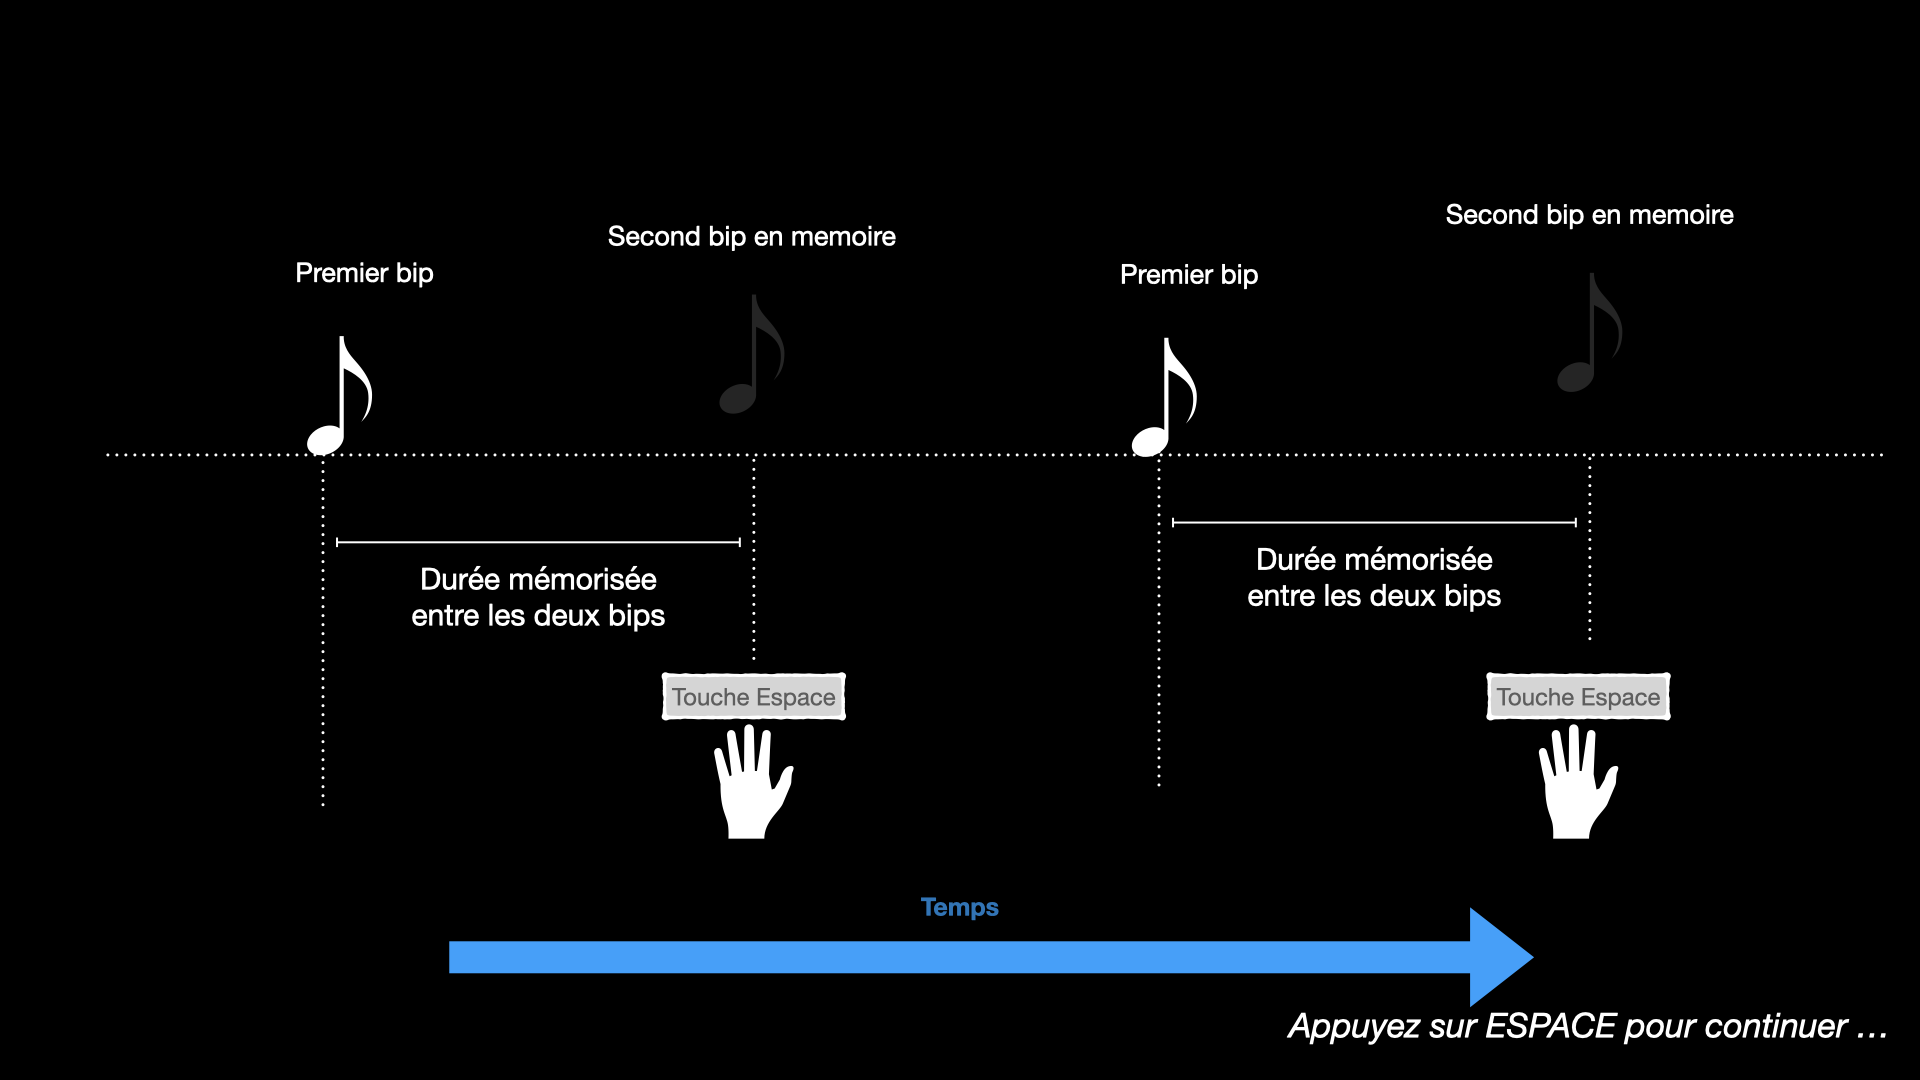 Second bip en memoire
Second bip en memoire
Premier bip
Premier bip
Durée mémorisée
entre les deux bips
Durée mémorisée
entre les deux bips
Touche Espace
Touche Espace
Temps
Appuyez sur ESPACE pour continuer ...